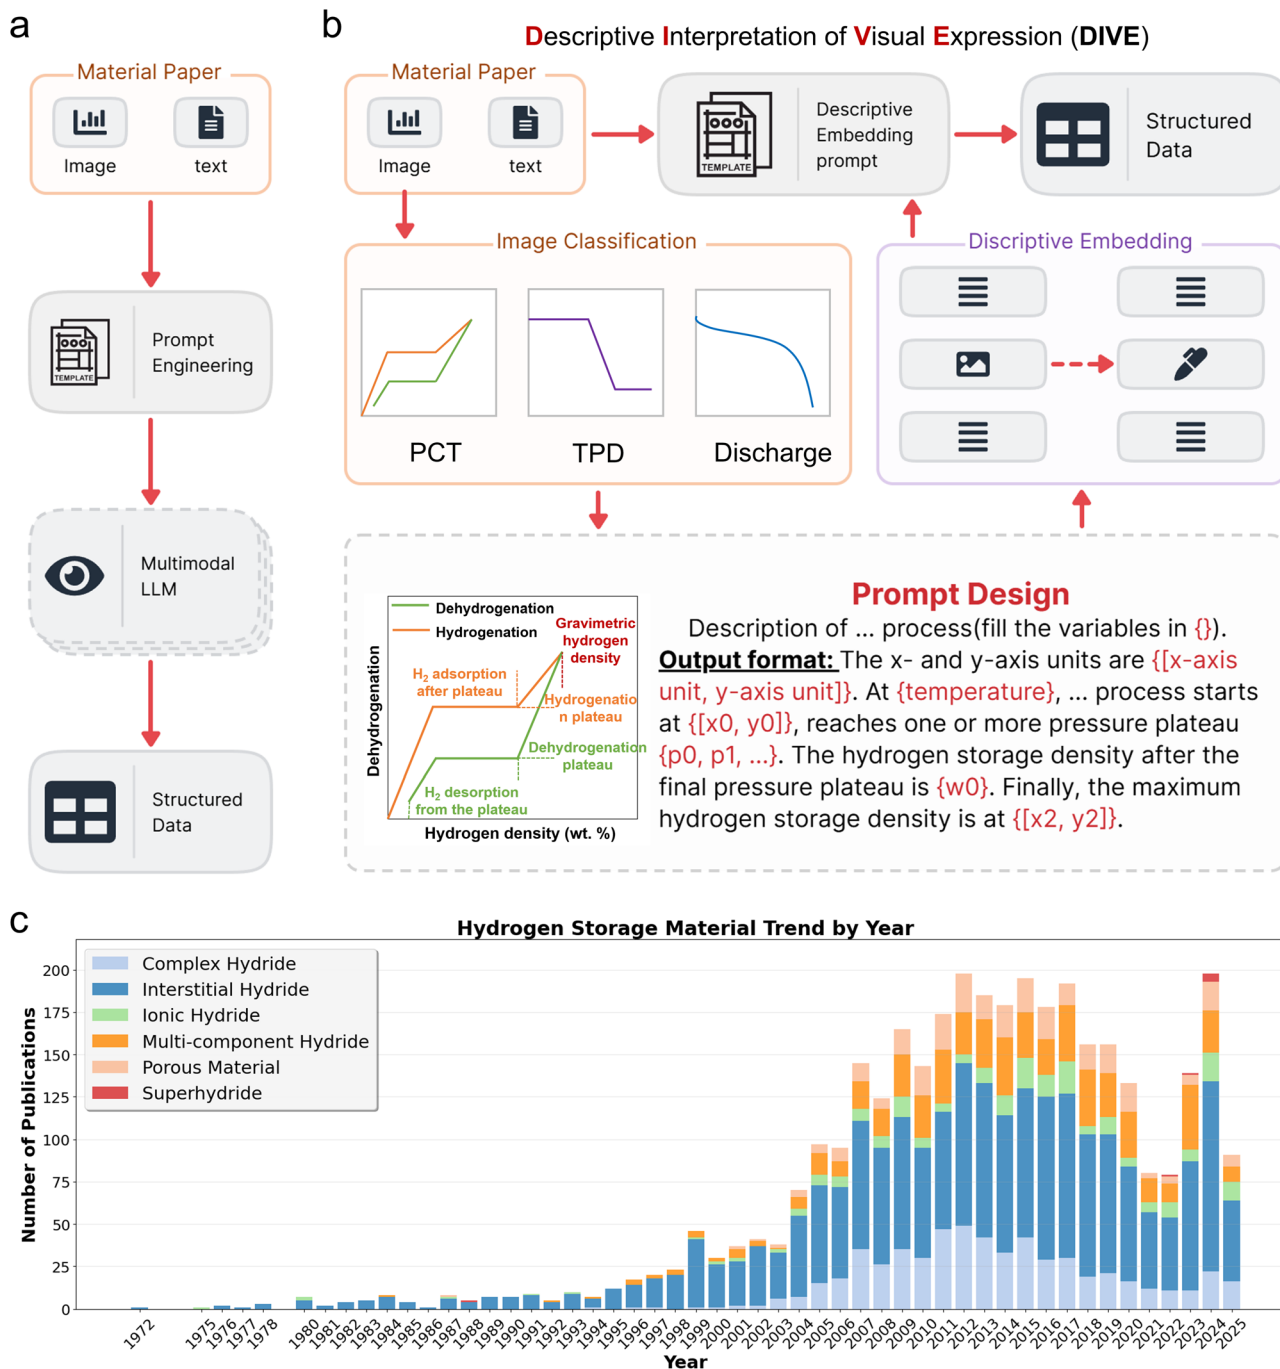 a
Material Paper
Image
text
Prompt
Engineering
TEMPLATE
Multimodal
LLM
Structured
Data
b
Descriptive Interpretation of Visual Expression (DIVE)
Material Paper
Image
text
TEMPLATE
Descriptive
Embedding
prompt
Structured
Data
Image Classification
PCT
TPD
Discharge
Discriptive Embedding
Dehydrogenation
Hydrogenation
Gravimetric
hydrogen
density
H₂ adsorption
after plateau
Hydrogenatio
n plateau
Dehydrogenation
plateau
H₂ desorption
from the plateau
Dehydrogenation
Hydrogen density (wt. %)
Prompt Design
Description of ... process(fill the variables in {}).
Output format: The x- and y-axis units are {[x-axis
unit, y-axis unit]}. At {temperature}, ... process starts
at {[x0, y0]}, reaches one or more pressure plateau
{p0, p1, ...}. The hydrogen storage density after the
final pressure plateau is {w0}. Finally, the maximum
hydrogen storage density is at {[x2, y2]}.
c
Hydrogen Storage Material Trend by Year
Complex Hydride
Interstitial Hydride
Ionic Hydride
Multi-component Hydride
Porous Material
Superhydride
Number of Publications
200
175
150
125
100
75
50
25
0
1972 1975 1976 1977 1978 1980 1981 1982 1983 1984 1985 1986 1987 1988 1989 1990 1991 1992 1993 1994 1995 1996 1997 1998 1999 2000 2001 2002 2003 2004 2005 2006 2007 2008 2009 2010 2011 2012 2013 2014 2015 2016 2017 2018 2019 2020 2021 2022 2023 2024 2025
Year